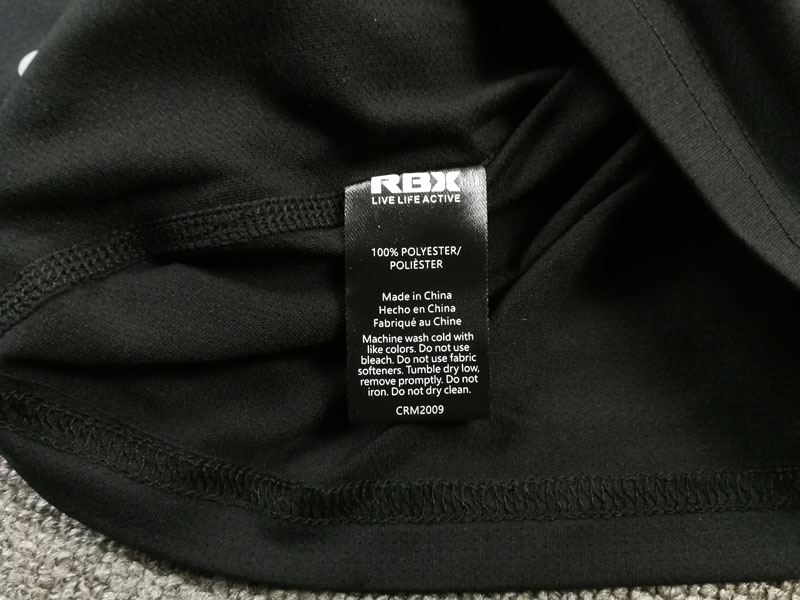 RBX
LIVE LIFE ACTIVE
100% POLYESTER/
POLIÈSTER
Made in China
Hecho en China
Fabriqué au Chine
Machine wash cold with
like colors. Do not use
bleach. Do not use fabric
softeners. Tumble dry low,
remove promptly. Do not
iron. Do not dry clean.
CRM2009